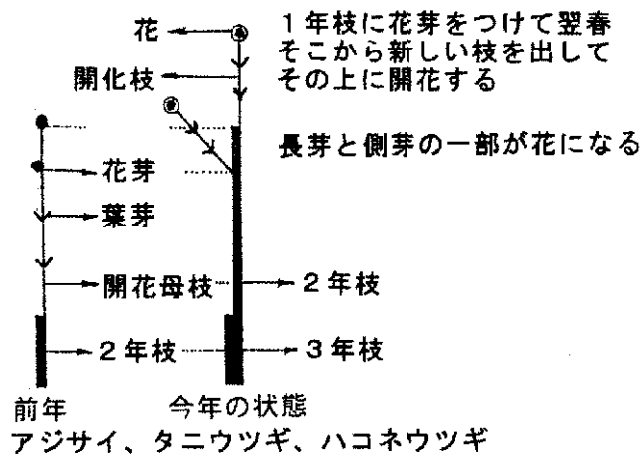 花
１年枝に花芽をつけて翌春
そこから新しい枝を出して
その上に開花する
開化枝
長芽と側芽の一部が花になる
花芽
葉芽
開花母枝
２年枝
２年枝
３年枝
前年
今年の状態
アジサイ、タニウツギ、ハコネウツギ